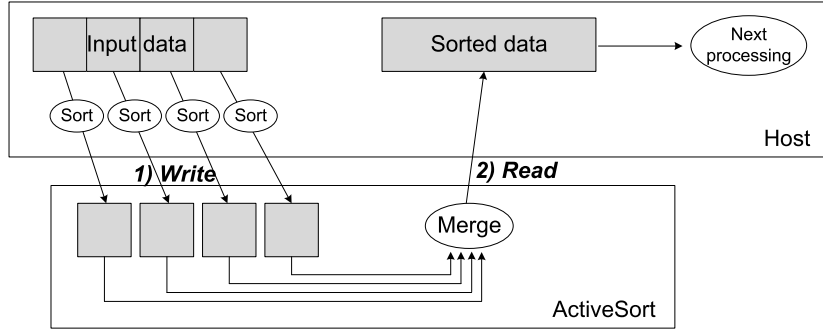 Input data
Sorted data
Next
processing
Sort
Sort
Sort
Sort
Host
1) Write
2) Read
Merge
ActiveSort